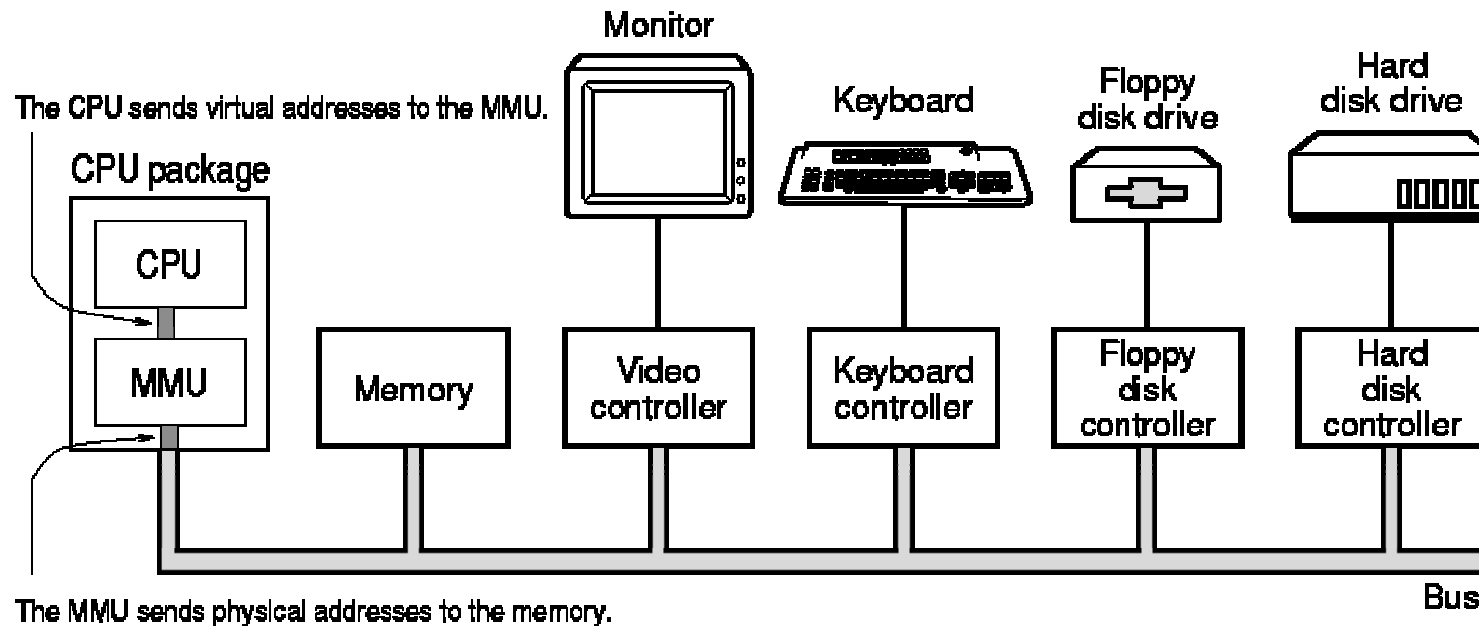 Monitor
The CPU sends virtual addresses to the MMU.
Keyboard
Floppy
disk drive
Hard
disk drive
CPU package
CPU
MMU
Memory
Video
controller
Keyboard
controller
Floppy
disk
controller
Hard
disk
controller
Bus
The MMU sends physical addresses to the memory.